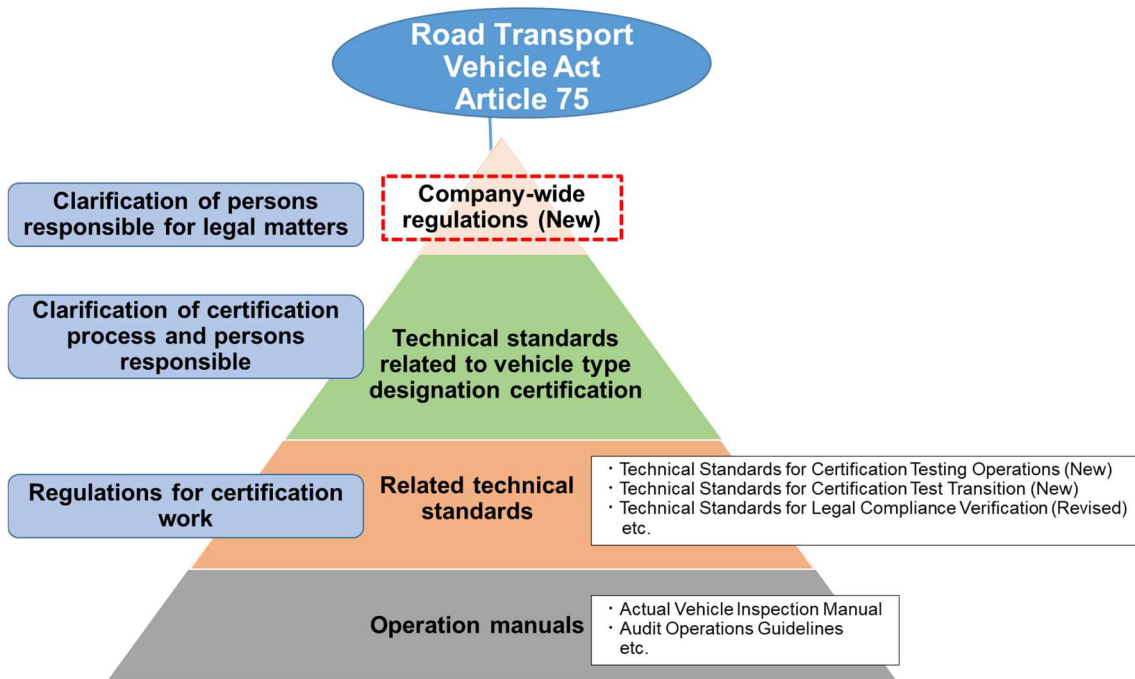 Road Transport
Vehicle Act
Article 75
Clarification of persons
responsible for legal matters
Company-wide
regulations (New)
Clarification of certification
process and persons
responsible
Technical standards
related to vehicle type
designation certification
Regulations for certification
work
Related technical
standards
・Technical Standards for Certification Testing Operations (New)
・Technical Standards for Certification Test Transition (New)
・Technical Standards for Legal Compliance Verification (Revised)
etc.
Operation manuals
・Actual Vehicle Inspection Manual
・Audit Operations Guidelines
etc.